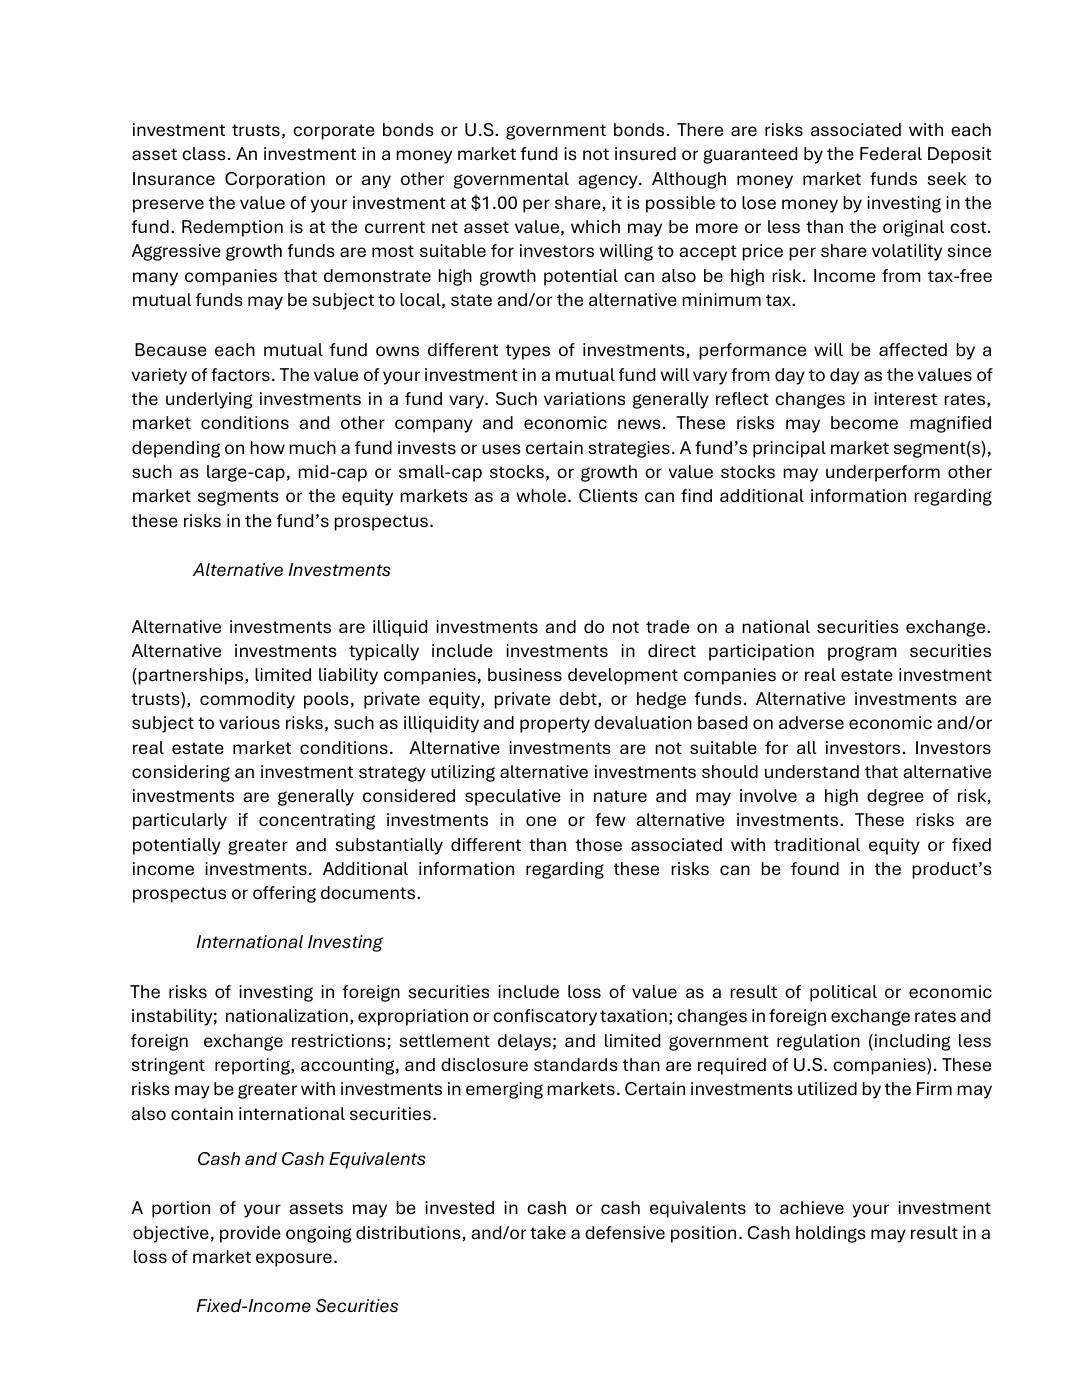 investment trusts, corporate bonds or U.S. government bonds. There are risks associated with each
asset class. An investment in a money market fund is not insured or guaranteed by the Federal Deposit
Insurance Corporation or any other governmental agency. Although money market funds seek to
preserve the value of your investment at $1.00 per share, it is possible to lose money by investing in the
fund. Redemption is at the current net asset value, which may be more or less than the original cost.
Aggressive growth funds are most suitable for investors willing to accept price per share volatility since
many companies that demonstrate high growth potential can also be high risk. Income from tax-free
mutual funds may be subject to local, state and/or the alternative minimum tax.
Because each mutual fund owns different types of investments, performance will be affected by a
variety of factors. The value of your investment in a mutual fund will vary from day to day as the values of
the underlying investments in a fund vary. Such variations generally reflect changes in interest rates,
market conditions and other company and economic news. These risks may become magnified
depending on how much a fund invests or uses certain strategies. A fund’s principal market segment(s),
such as large-cap, mid-cap or small-cap stocks, or growth or value stocks may underperform other
market segments or the equity markets as a whole. Clients can find additional information regarding
these risks in the fund’s prospectus.
Alternative Investments
Alternative investments are illiquid investments and do not trade on a national securities exchange.
Alternative investments typically include investments in direct participation program securities
(partnerships, limited liability companies, business development companies or real estate investment
trusts), commodity pools, private equity, private debt, or hedge funds. Alternative investments are
subject to various risks, such as illiquidity and property devaluation based on adverse economic and/or
real estate market conditions.  Alternative investments are not suitable for all investors. Investors
considering an investment strategy utilizing alternative investments should understand that alternative
investments are generally considered speculative in nature and may involve a high degree of risk,
particularly if concentrating investments in one or few alternative investments. These risks are
potentially greater and substantially different than those associated with traditional equity or fixed
income investments. Additional information regarding these risks can be found in the product’s
prospectus or offering documents.
International Investing
The risks of investing in foreign securities include loss of value as a result of political or economic
instability; nationalization, expropriation or confiscatory taxation; changes in foreign exchange rates and
foreign exchange restrictions; settlement delays; and limited government regulation (including less
stringent reporting, accounting, and disclosure standards than are required of U.S. companies). These
risks may be greater with investments in emerging markets. Certain investments utilized by the Firm may
also contain international securities.
Cash and Cash Equivalents
A portion of your assets may be invested in cash or cash equivalents to achieve your investment
objective, provide ongoing distributions, and/or take a defensive position. Cash holdings may result in a
loss of market exposure.
Fixed-Income Securities